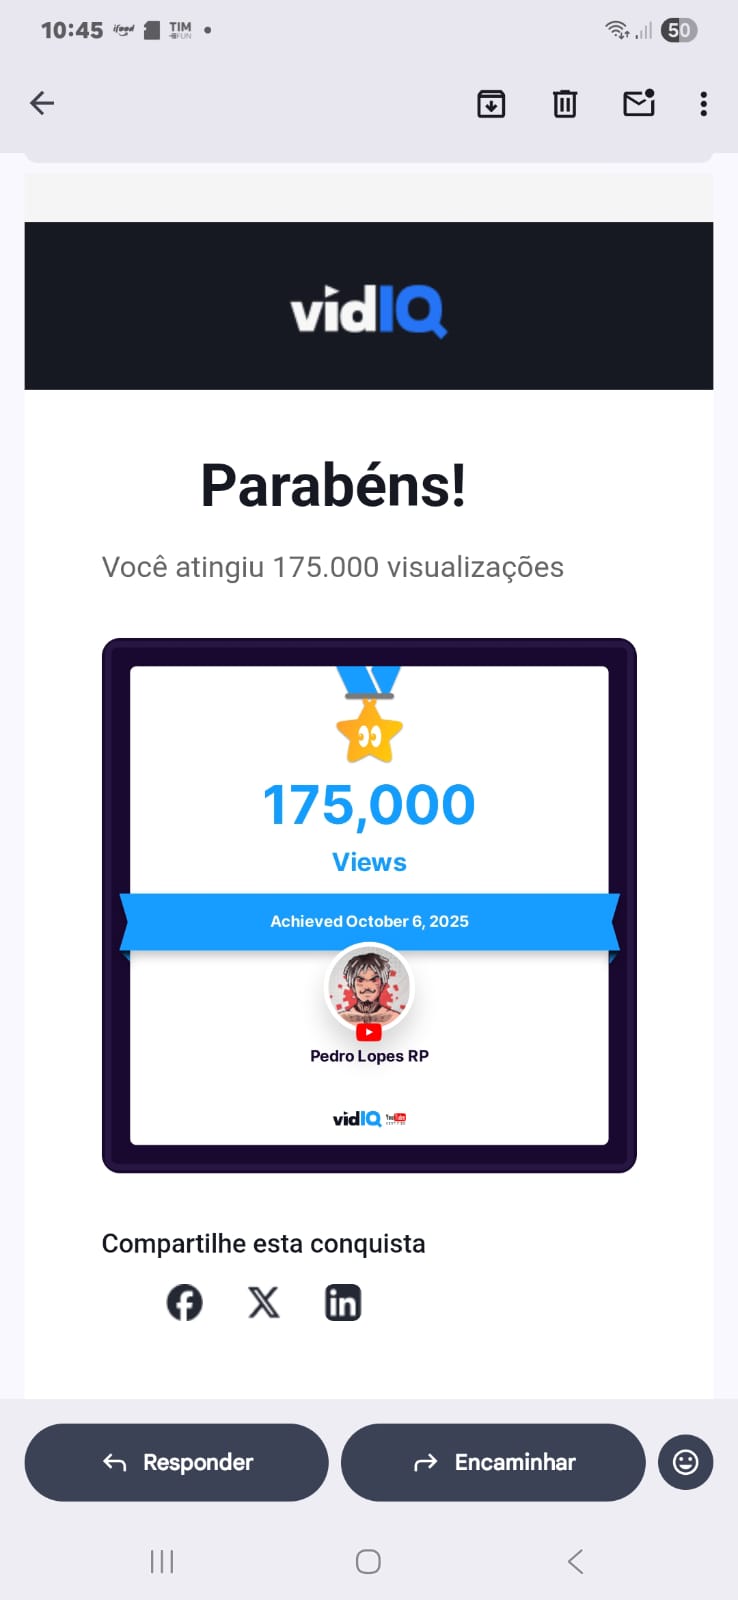 10:45 ifood TIM 50
vidIQ
Parabéns!
Você atingiu 175.000 visualizações
175,000
Views
Achieved October 6, 2025
Pedro Lopes RP
vidIQ YouTube
Compartilhe esta conquista
Responder
Encaminhar